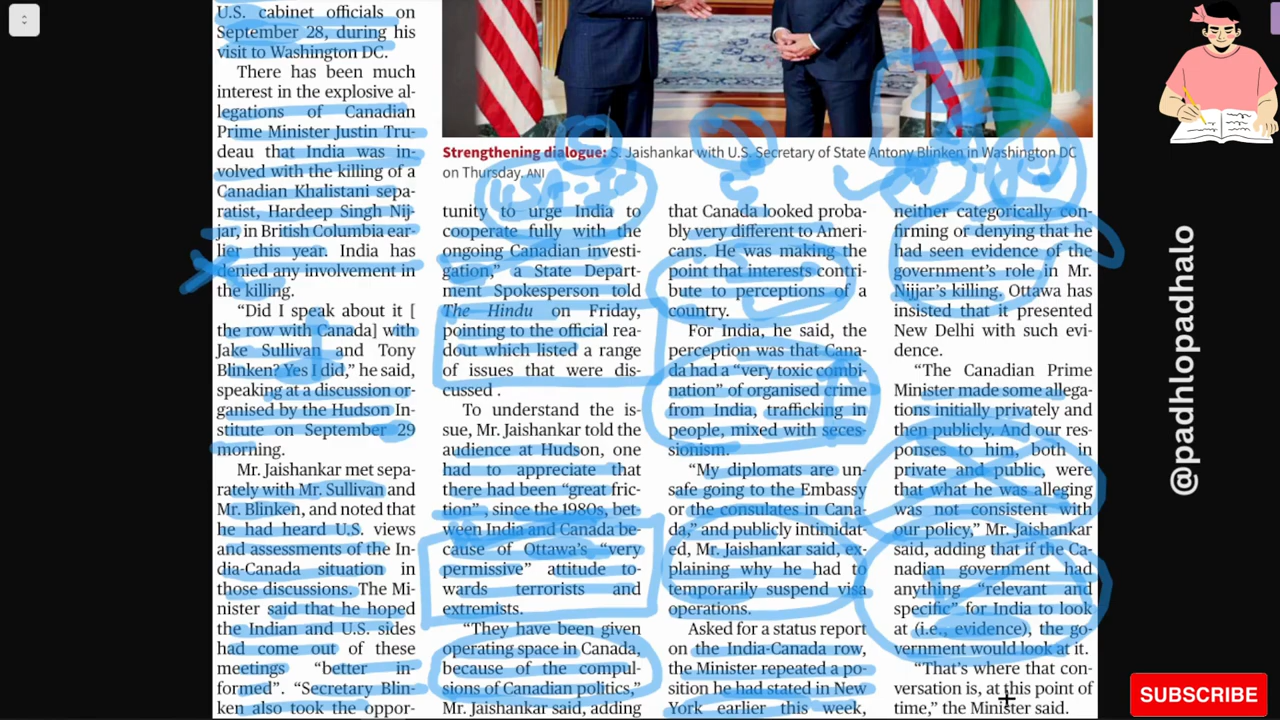 U.S. cabinet officials on
September 28, during his
visit to Washington DC.
There has been much
interest in the explosive al-
legations of Canadian
Prime Minister Justin Tru-
deau that India was in-
volved with the killing of a
Canadian Khalistani sepa-
ratist, Hardeep Singh Nij-
jar, in British Columbia ear-
lier this year. India has
denied any involvement in
the killing.
“Did I speak about it [
the row with Canada] with
Jake Sullivan and Tony
Blinken? Yes I did,” he said,
speaking at a discussion or-
ganised by the Hudson In-
stitute on September 29
morning.
Mr. Jaishankar met sepa-
rately with Mr. Sullivan and
Mr. Blinken, and noted that
he had heard U.S. views
and assessments of the In-
dia-Canada situation in
those discussions. The Mi-
nister said that he hoped
the Indian and U.S. sides
had come out of these
meetings “better in-
formed”. “Secretary Blin-
ken also took the oppor-
Strengthening dialogue: S. Jaishankar with U.S. Secretary of State Antony Blinken in Washington DC
on Thursday. ANI
tunity to urge India to
cooperate fully with the
ongoing Canadian investi-
gation,” a State Depart-
ment Spokesperson told
The Hindu on Friday,
pointing to the official rea-
dout which listed a range
of issues that were dis-
cussed .
To understand the is-
sue, Mr. Jaishankar told the
audience at Hudson, one
had to appreciate that
there had been “great fric-
tion” , since the 1980s, bet-
ween India and Canada be-
cause of Ottawa’s “very
permissive” attitude to-
wards terrorists and
extremists.
“They have been given
operating space in Canada,
because of the compul-
sions of Canadian politics,”
Mr. Jaishankar said, adding
that Canada looked proba-
bly very different to Ameri-
cans. He was making the
point that interests contri-
bute to perceptions of a
country.
For India, he said, the
perception was that Cana-
da had a “very toxic combi-
nation” of organised crime
from India, trafficking in
people, mixed with seces-
sionism.
“My diplomats are un-
safe going to the Embassy
or the consulates in Cana-
da,” and publicly intimidat-
ed, Mr. Jaishankar said, ex-
plaining why he had to
temporarily suspend visa
operations.
Asked for a status report
on the India-Canada row,
the Minister repeated a po-
sition he had stated in New
York earlier this week,
neither categorically con-
firming or denying that he
had seen evidence of the
government’s role in Mr.
Nijjar’s killing. Ottawa has
insisted that it presented
New Delhi with such evi-
dence.
“The Canadian Prime
Minister made some allega-
tions initially privately and
then publicly. And our res-
ponses to him, both in
private and public, were
that what he was alleging
was not consistent with
our policy,” Mr. Jaishankar
said, adding that if the Ca-
nadian government had
anything “relevant and
specific” for India to look
at (i.e., evidence), the go-
vernment would look at it.
“That’s where that con-
versation is, at this point of
time,” the Minister said.
@padhlopadhalo
SUBSCRIBE